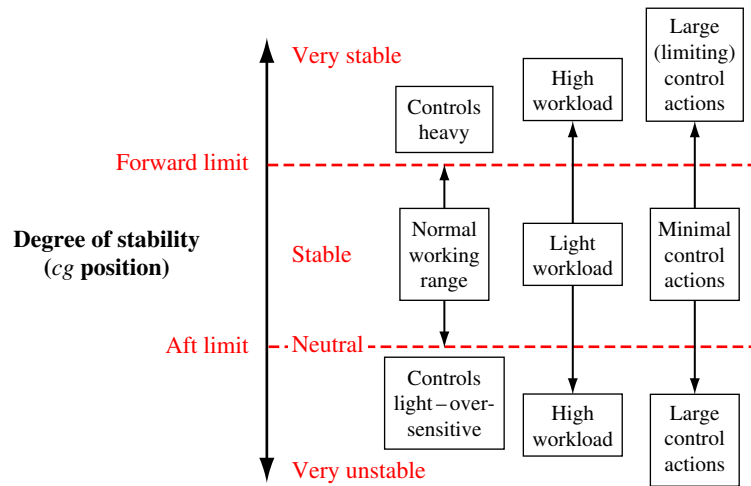 Very stable
Controls
heavy
High
workload
Large
(limiting)
control
actions
Forward limit
Degree of stability
(cg position)
Stable
Normal
working
range
Light
workload
Minimal
control
actions
Aft limit
Neutral
Controls
light – over-
sensitive
High
workload
Large
control
actions
Very unstable